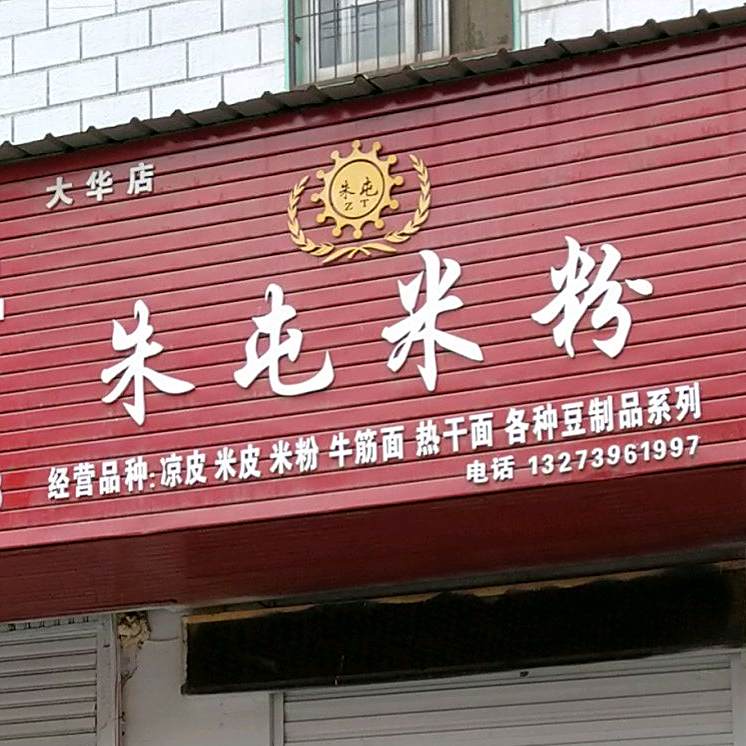 大华店
朱屯
ZT
朱屯米粉
经营品种:凉皮 米皮 米粉 牛筋面 热干面 各种豆制品系列
电话 13273961997